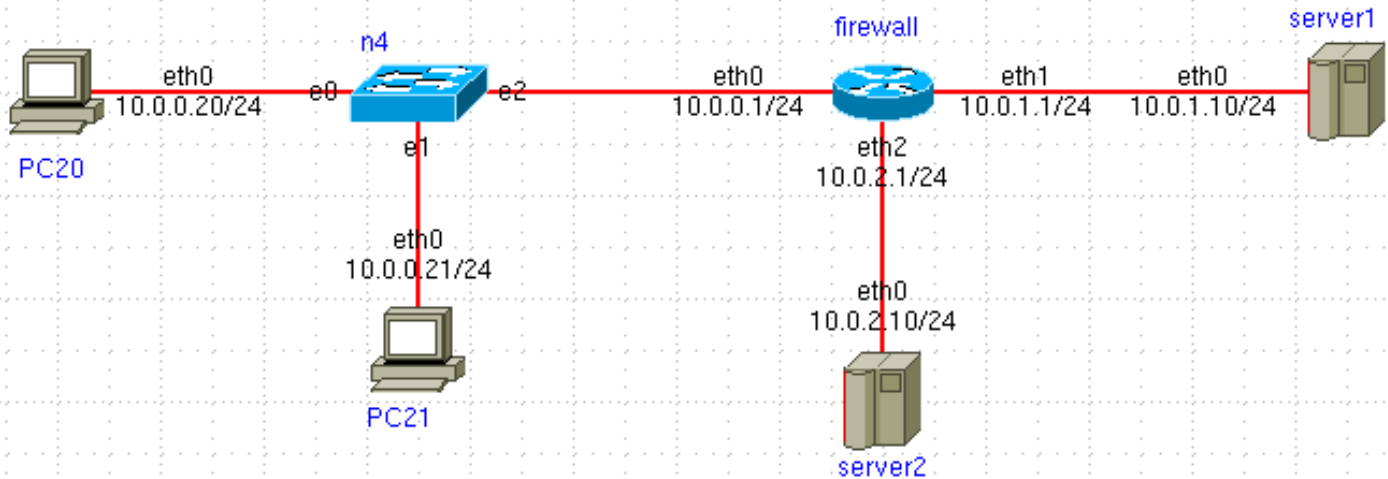 server1
firewall
n4
eth0
10.0.0.20/24
e0
e2
eth0
10.0.0.1/24
eth1
10.0.1.1/24
eth0
10.0.1.10/24
PC20
e1
eth2
10.0.2.1/24
eth0
10.0.0.21/24
eth0
10.0.2.10/24
PC21
server2